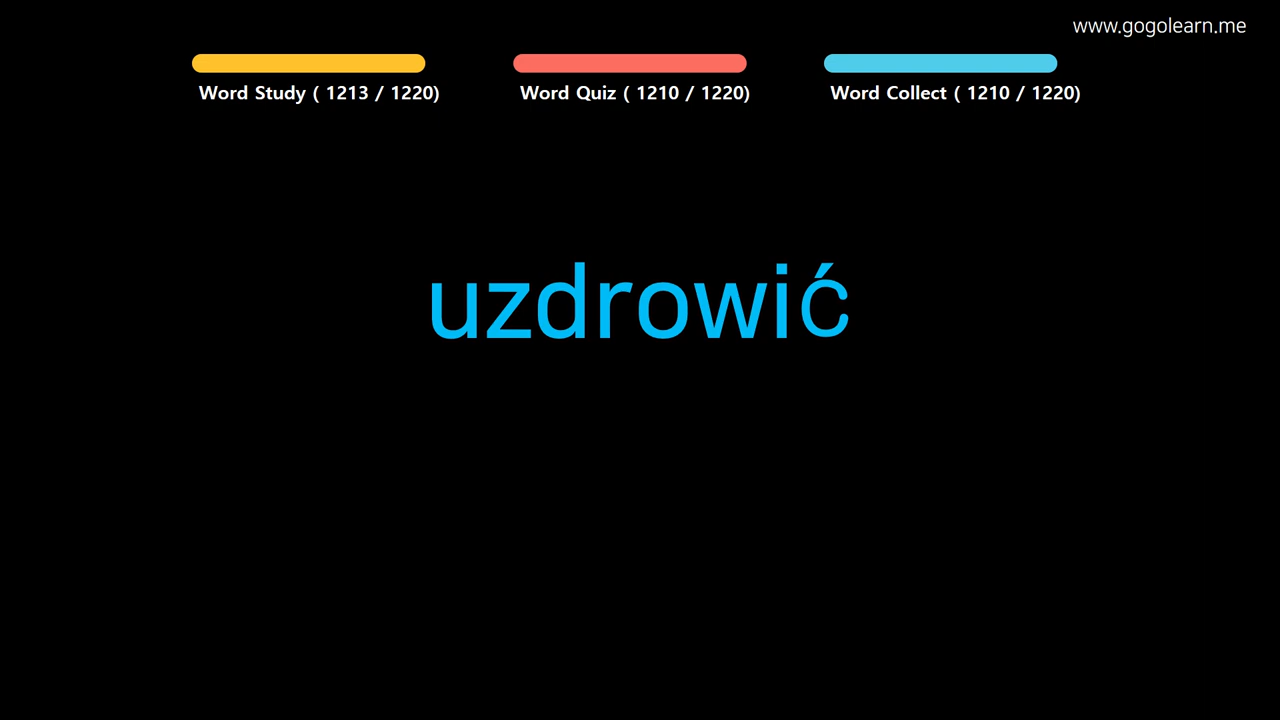 www.gogolearn.me
Word Study ( 1213 / 1220)
Word Quiz ( 1210 / 1220)
Word Collect ( 1210 / 1220)
uzdrowić